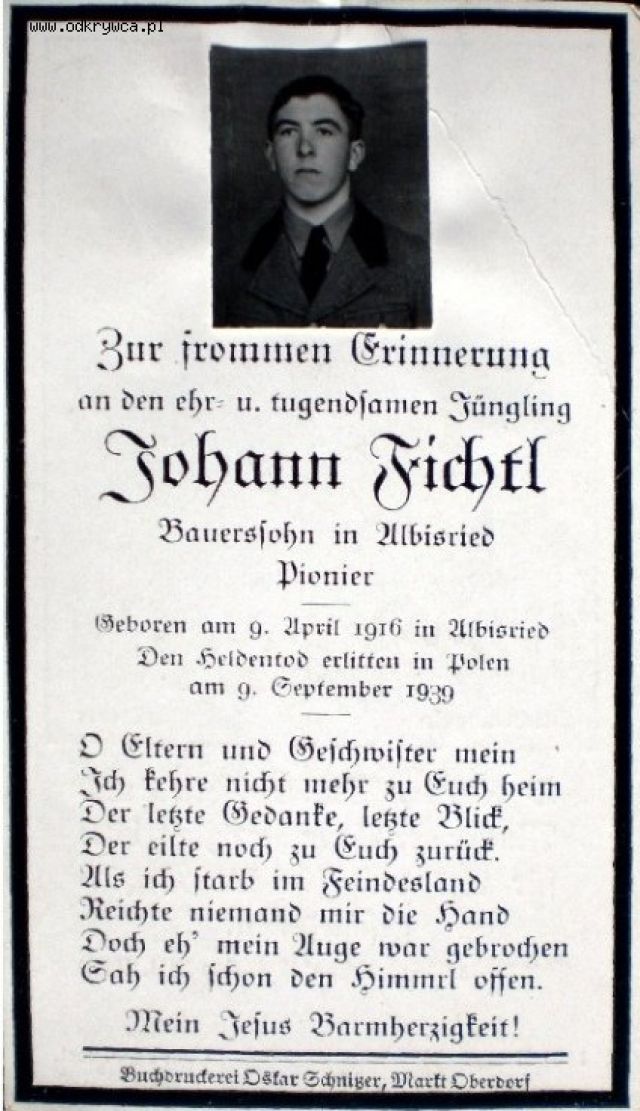 www.odkrywca.pl
Zur frommen Erinnerung
an den ehr- u. tugendsamen Jüngling
Johann Fichtl
Bauerssohn in Albisried
Pionier
Geboren am 9. April 1916 in Albisried
Den Heldentod erlitten in Polen
am 9. September 1939
O Eltern und Geschwister mein
Ich kehre nicht mehr zu Euch heim
Der letzte Gedanke, letzte Blick,
Der eilte noch zu Euch zurück.
Als ich starb im Feindesland
Reichte niemand mir die Hand
Doch eh' mein Auge war gebrochen
Sah ich schon den Himmrl offen.
Mein Jesus Barmherzigkeit!
Buchdruckerei Oskar Schnitzer, Markt Oberdorf